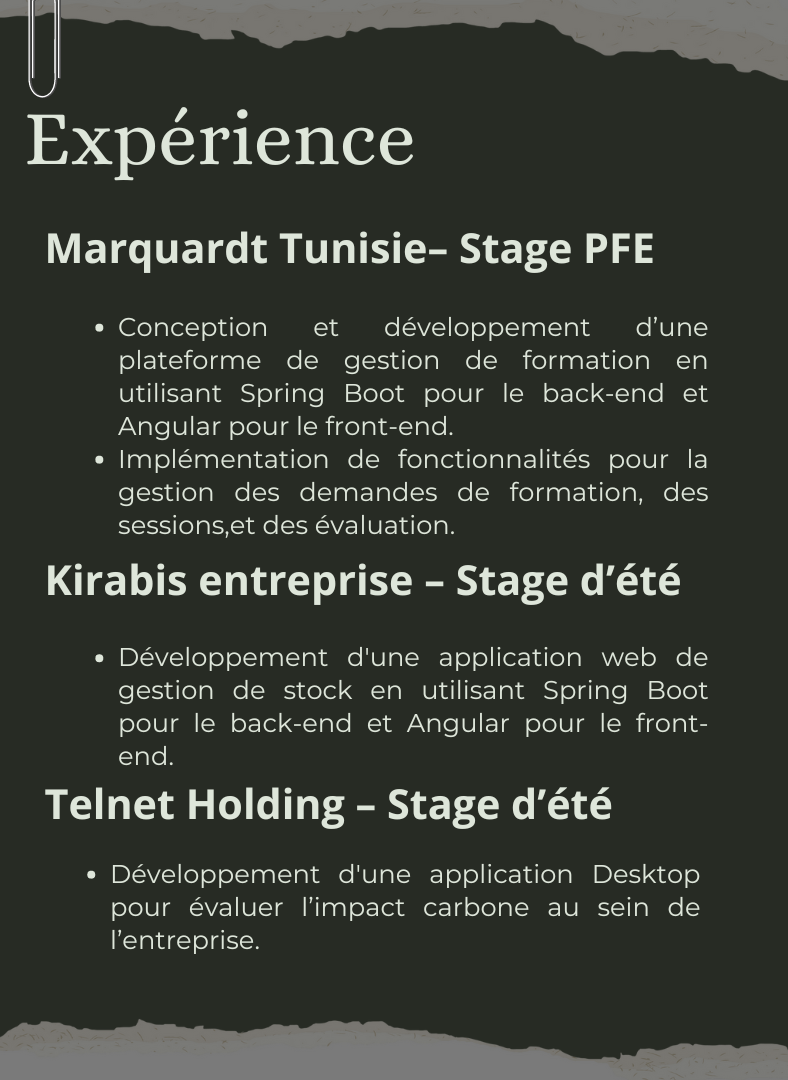 Expérience
Marquardt Tunisie– Stage PFE
• Conception et développement d’une
plateforme de gestion de formation en
utilisant Spring Boot pour le back-end et
Angular pour le front-end.
• Implémentation de fonctionnalités pour la
gestion des demandes de formation, des
sessions,et des évaluation.
Kirabis entreprise – Stage d’été
• Développement d'une application web de
gestion de stock en utilisant Spring Boot
pour le back-end et Angular pour le front-
end.
Telnet Holding – Stage d’été
• Développement d'une application Desktop
pour évaluer l’impact carbone au sein de
l’entreprise.